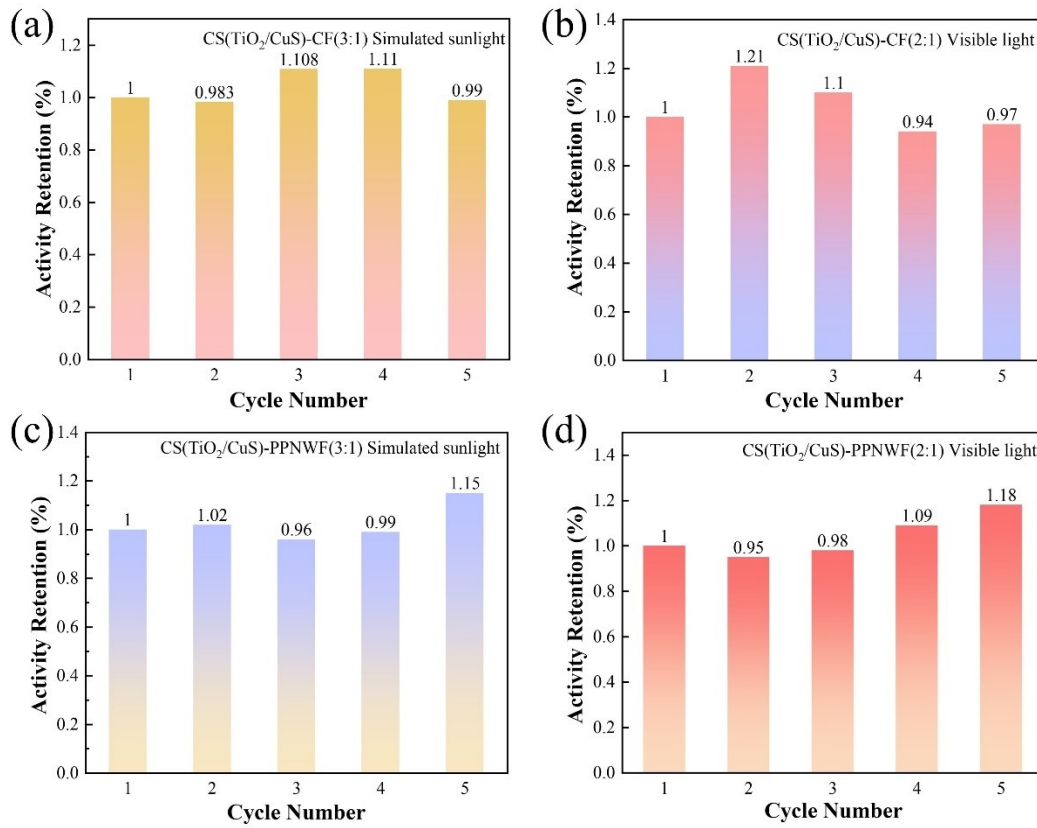 (a)
CS(TiO₂/CuS)-CF(3:1) Simulated sunlight
Activity Retention (%)
1.2
1.0
0.8
0.6
0.4
0.2
0.0
1
0.983
1.108
1.11
0.99
1 2 3 4 5
Cycle Number
(b)
CS(TiO₂/CuS)-CF(2:1) Visible light
Activity Retention (%)
1.4
1.2
1.0
0.8
0.6
0.4
0.2
0.0
1
1.21
1.1
0.94
0.97
1 2 3 4 5
Cycle Number
(c)
CS(TiO₂/CuS)-PPNWF(3:1) Simulated sunlight
Activity Retention (%)
1.4
1.2
1.0
0.8
0.6
0.4
0.2
0.0
1
1.02
0.96
0.99
1.15
1 2 3 4 5
Cycle Number
(d)
CS(TiO₂/CuS)-PPNWF(2:1) Visible light
Activity Retention (%)
1.4
1.2
1.0
0.8
0.6
0.4
0.2
0.0
1
0.95
0.98
1.09
1.18
1 2 3 4 5
Cycle Number